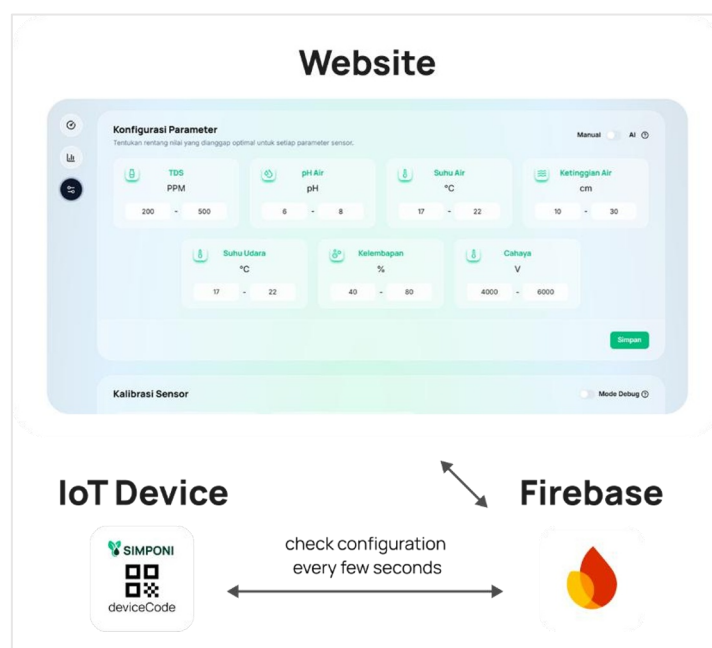 Website
Konfigurasi Parameter
Tentukan rentang nilai yang dianggap optimal untuk setiap parameter sensor.
Manual AI
TDS
PPM
200 - 500
pH Air
pH
6 - 8
Suhu Air
°C
17 - 22
Ketinggian Air
cm
10 - 30
Suhu Udara
°C
17 - 22
Kelembapan
%
40 - 80
Cahaya
V
4000 - 6000
Simpan
Kalibrasi Sensor
Mode Debug
IoT Device
Firebase
SIMPONI
deviceCode
check configuration
every few seconds